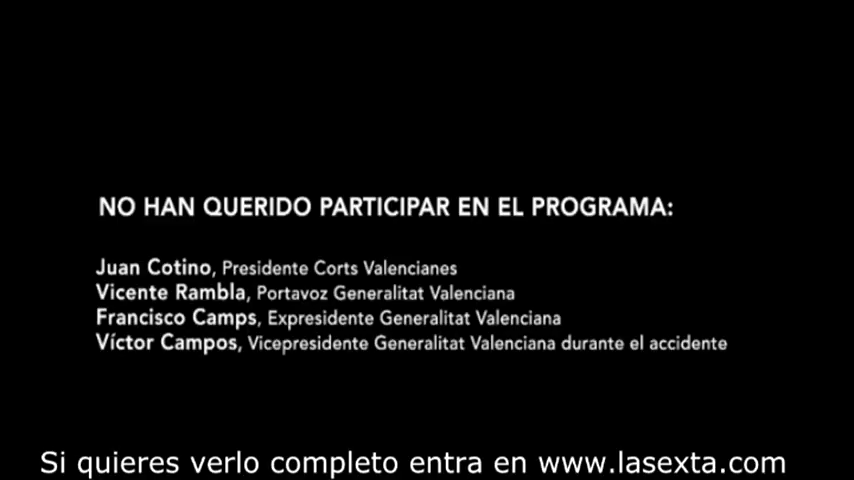 NO HAN QUERIDO PARTICIPAR EN EL PROGRAMA:
Juan Cotino, Presidente Corts Valencianes
Vicente Rambla, Portavoz Generalitat Valenciana
Francisco Camps, Expresidente Generalitat Valenciana
Víctor Campos, Vicepresidente Generalitat Valenciana durante el accidente
Si quieres verlo completo entra en www.lasexta.com